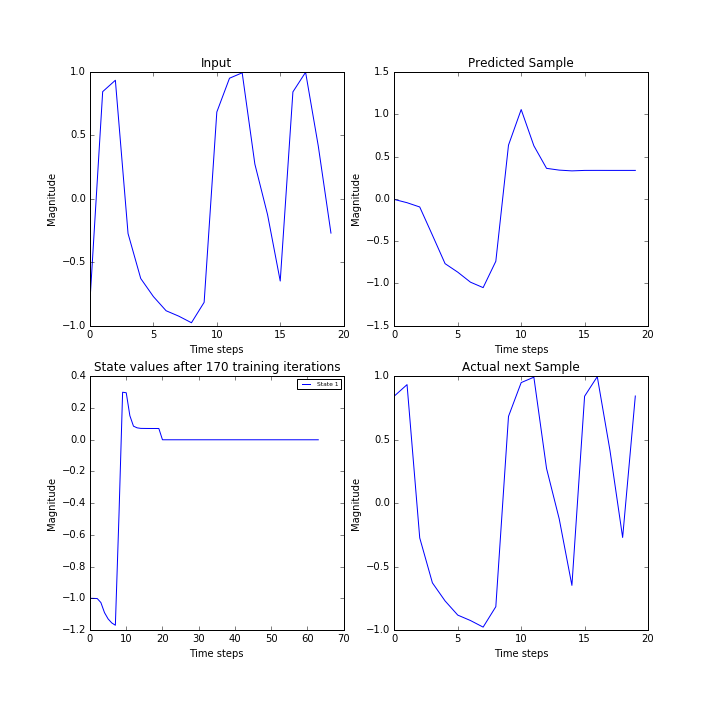 Input
1.0
0.5
0.0
−0.5
−1.0
Magnitude
0 5 10 15 20
Time steps
Predicted Sample
1.5
1.0
0.5
0.0
−0.5
−1.0
−1.5
Magnitude
0 5 10 15 20
Time steps
State values after 170 training iterations
State 1
0.4
0.2
0.0
−0.2
−0.4
−0.6
−0.8
−1.0
−1.2
Magnitude
0 10 20 30 40 50 60 70
Time steps
Actual next Sample
1.0
0.5
0.0
−0.5
−1.0
Magnitude
0 5 10 15 20
Time steps